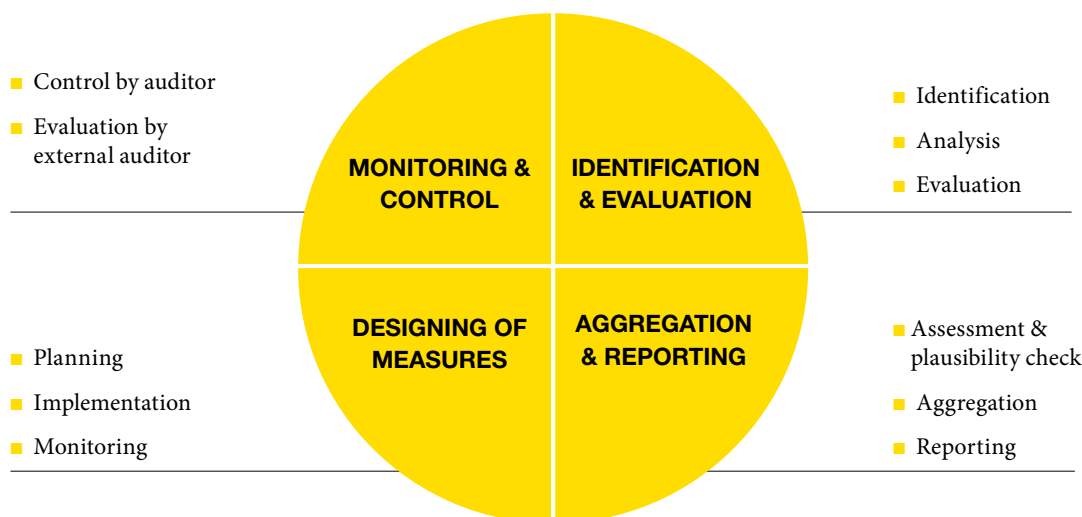 Control by auditor
Evaluation by
external auditor
MONITORING &
CONTROL
IDENTIFICATION
& EVALUATION
Identification
Analysis
Evaluation
DESIGNING OF
MEASURES
AGGREGATION
& REPORTING
Planning
Implementation
Monitoring
Assessment &
plausibility check
Aggregation
Reporting